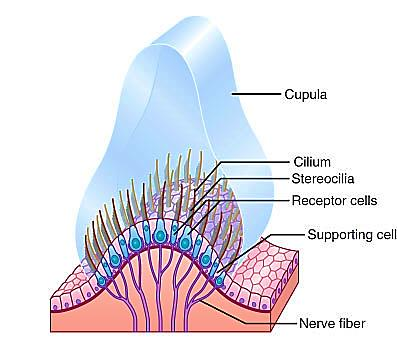 Cupula
Cilium
Stereocilia
Receptor cells
Supporting cell
Nerve fiber